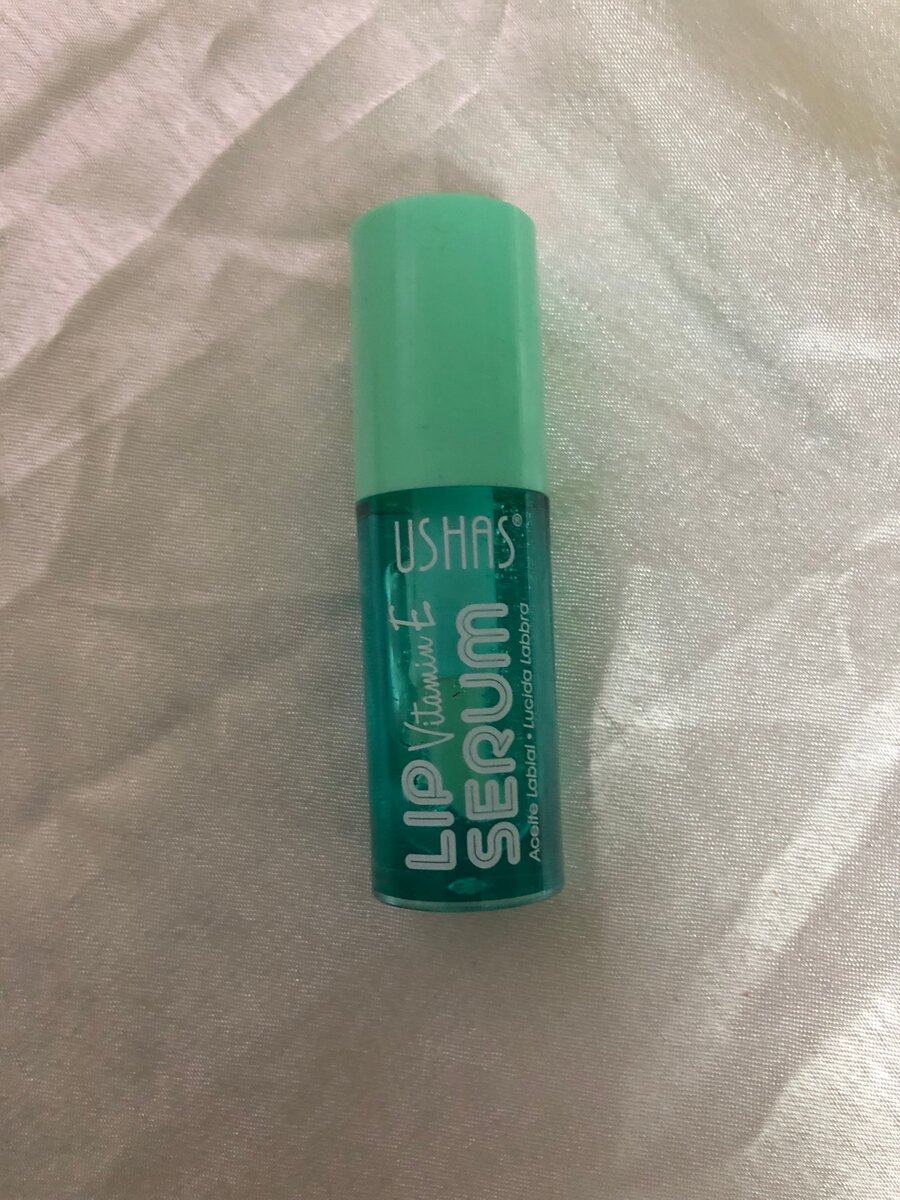 USHAS®
LIP Vitamin E
SERUM
Aceite Labial • Lucida Labbra